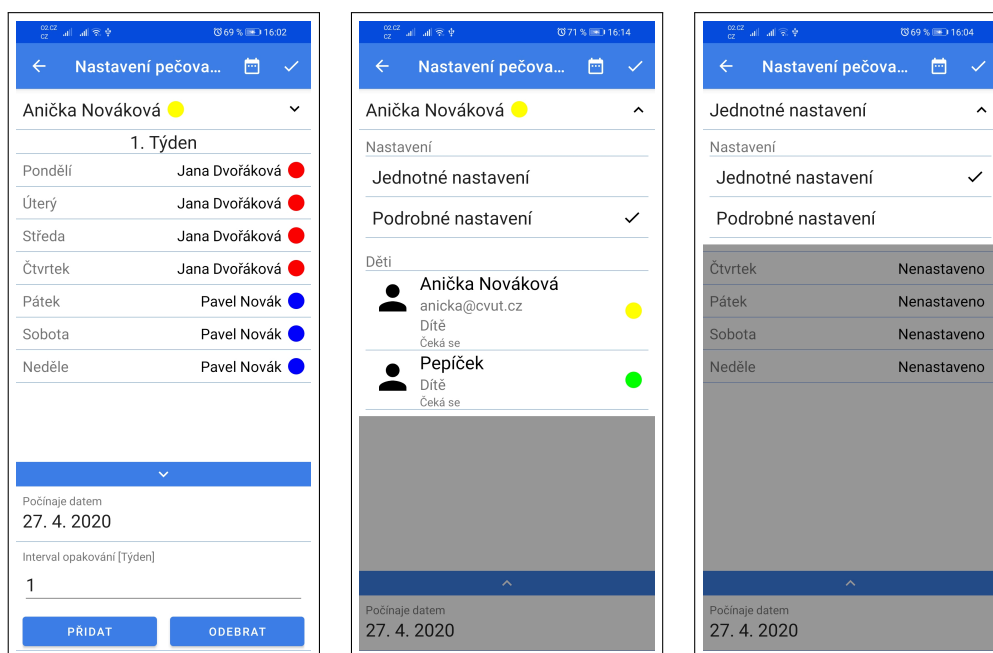 O2.CZ
CZ
69 % 16:02
Nastavení pečova...
Anička Nováková
1. Týden
Pondělí Jana Dvořáková
Úterý Jana Dvořáková
Středa Jana Dvořáková
Čtvrtek Jana Dvořáková
Pátek Pavel Novák
Sobota Pavel Novák
Neděle Pavel Novák
Počínaje datem
27. 4. 2020
Interval opakování [Týden]
1
PŘIDAT ODEBRAT
O2.CZ
CZ
71 % 16:14
Nastavení pečova...
Anička Nováková
Nastavení
Jednotné nastavení
Podrobné nastavení
Děti
Anička Nováková
anicka@cvut.cz
Dítě
Čeká se
Pepíček
Dítě
Čeká se
Počínaje datem
27. 4. 2020
O2.CZ
CZ
69 % 16:04
Nastavení pečova...
Jednotné nastavení
Nastavení
Jednotné nastavení
Podrobné nastavení
Čtvrtek Nenastaveno
Pátek Nenastaveno
Sobota Nenastaveno
Neděle Nenastaveno
Počínaje datem
27. 4. 2020